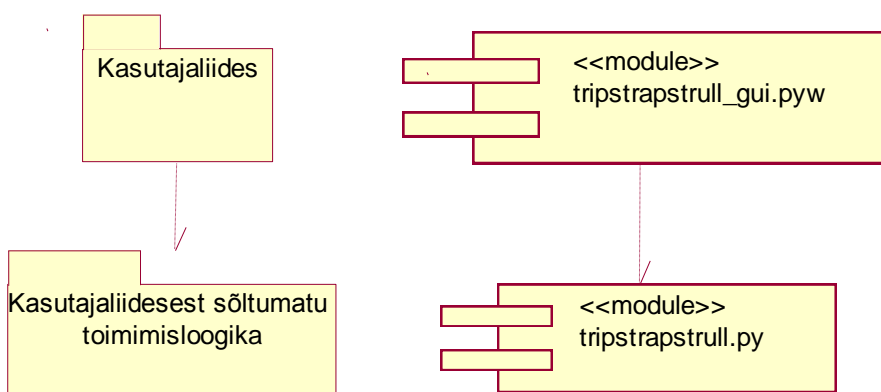 Kasutajaliides
<<module>>
tripstrapstrull_gui.pyw
Kasutajaliidesest sõltumatu
toimimisloogika
<<module>>
tripstrapstrull.py